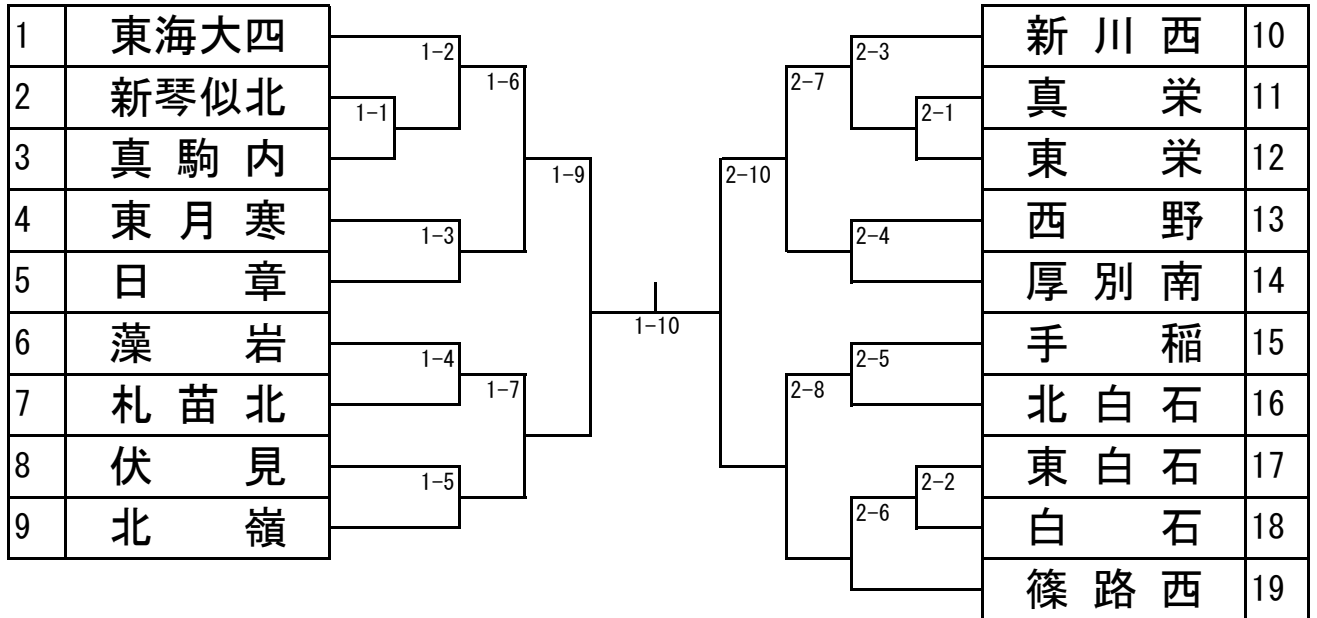 1 東海大四
2 新琴似北
3 真駒内
4 東月寒
5 日章
6 藻岩
7 札苗北
8 伏見
9 北嶺
1-2
1-1
1-6
1-3
1-9
1-4
1-7
1-5
1-10
2-3
2-7
2-1
2-10
2-4
2-5
2-8
2-2
2-6
新川西 10
真栄 11
東栄 12
西野 13
厚別南 14
手稲 15
北白石 16
東白石 17
白石 18
篠路西 19